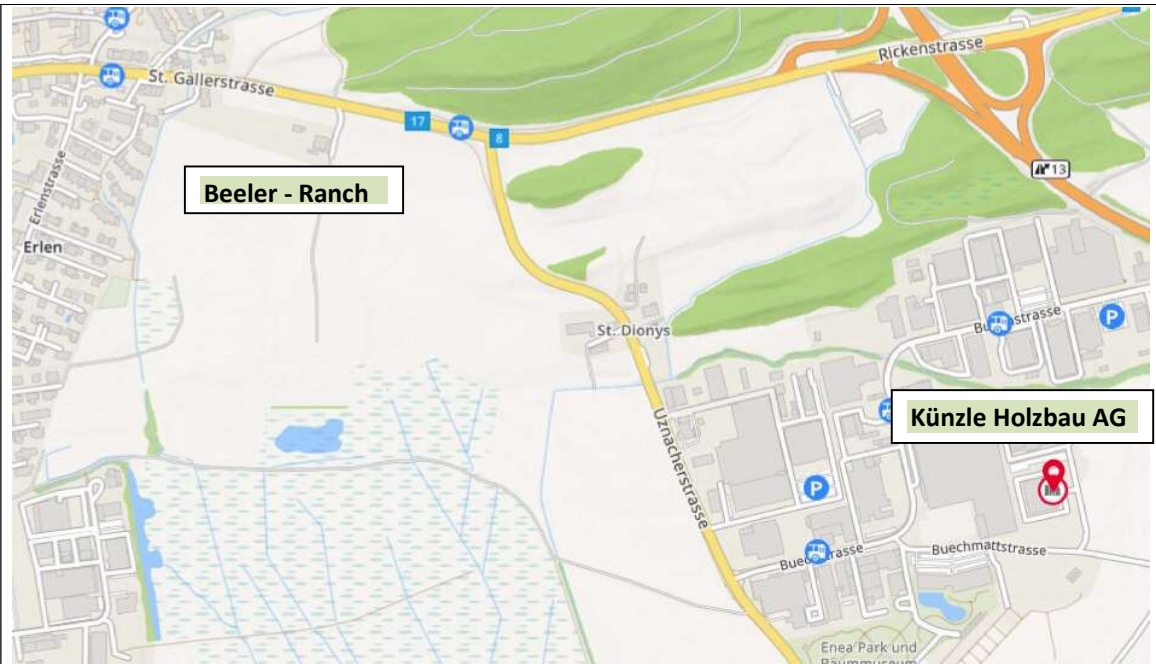 Rickenstrasse
St. Gallerstrasse
17
8
13
Beeler - Ranch
Erlenstrasse
Erlen
St. Dionys
P
Uznacherstrasse
Künzle Holzbau AG
P
Buechmattstrasse
Enea Park und
Baummuseum